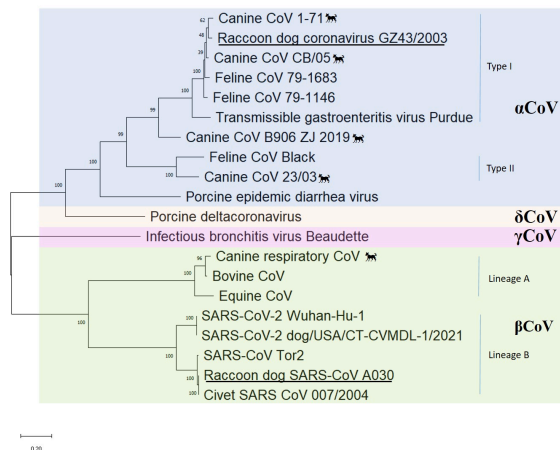 Canine CoV 1-71
Raccoon dog coronavirus GZ43/2003
Canine CoV CB/05
Feline CoV 79-1683
Feline CoV 79-1146
Transmissible gastroenteritis virus Purdue
Canine CoV B906 ZJ 2019
Feline CoV Black
Canine CoV 23/03
Porcine epidemic diarrhea virus
Porcine deltacoronavirus
Infectious bronchitis virus Beaudette
Canine respiratory CoV
Bovine CoV
Equine CoV
SARS-CoV-2 Wuhan-Hu-1
SARS-CoV-2 dog/USA/CT-CVMDL-1/2021
SARS-CoV Tor2
Raccoon dog SARS-CoV A030
Civet SARS CoV 007/2004
Type I
αCoV
Type II
δCoV
γCoV
Lineage A
βCoV
Lineage B
62
48
39
100
100
100
99
99
100
100
100
96
100
100
100
100
100
0.20